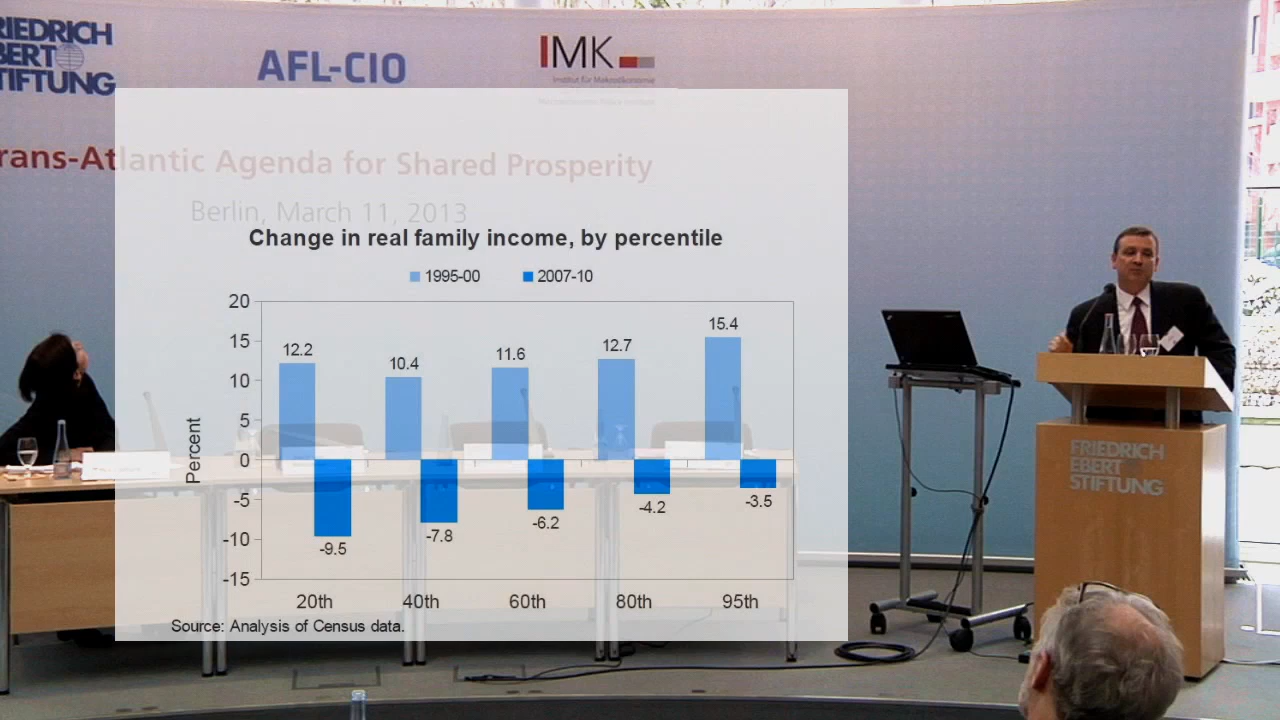 RIEDRICH
EBERT
STIFTUNG
AFL-CIO
IMK
Institut für Makroökonomie
rans-Atlantic Agenda for Shared Prosperity
Berlin, March 11, 2013
Change in real family income, by percentile
1995-00 2007-10
Percent
20
15
10
5
0
-5
-10
-15
12.2 10.4 11.6 12.7 15.4
-9.5 -7.8 -6.2 -4.2 -3.5
20th 40th 60th 80th 95th
Source: Analysis of Census data.
FRIEDRICH
EBERT
STIFTUNG